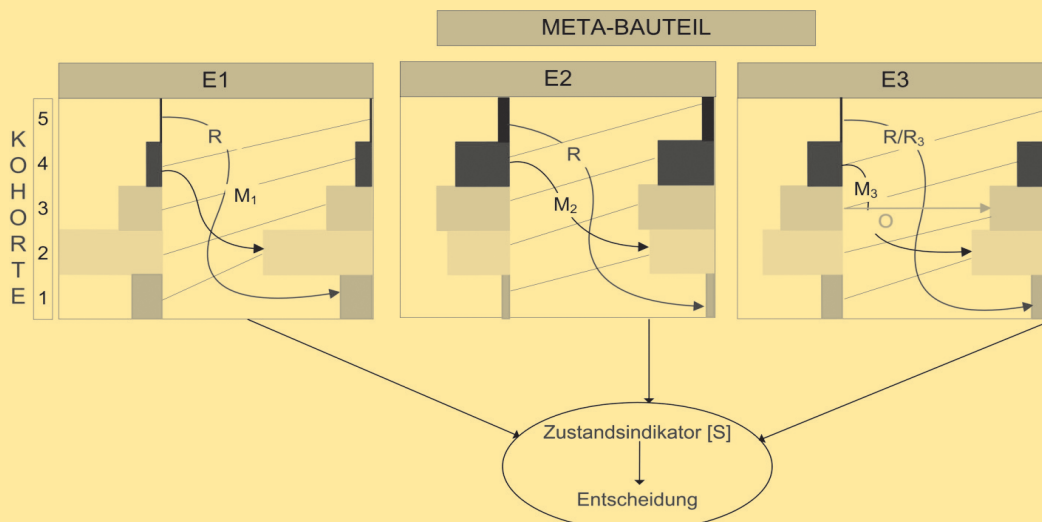 META-BAUTEIL
E1
E2
E3
KOHORTE
5
4
3
2
1
R
M1
R
M2
R/R3
M3
O
Zustandsindikator [S]
Entscheidung